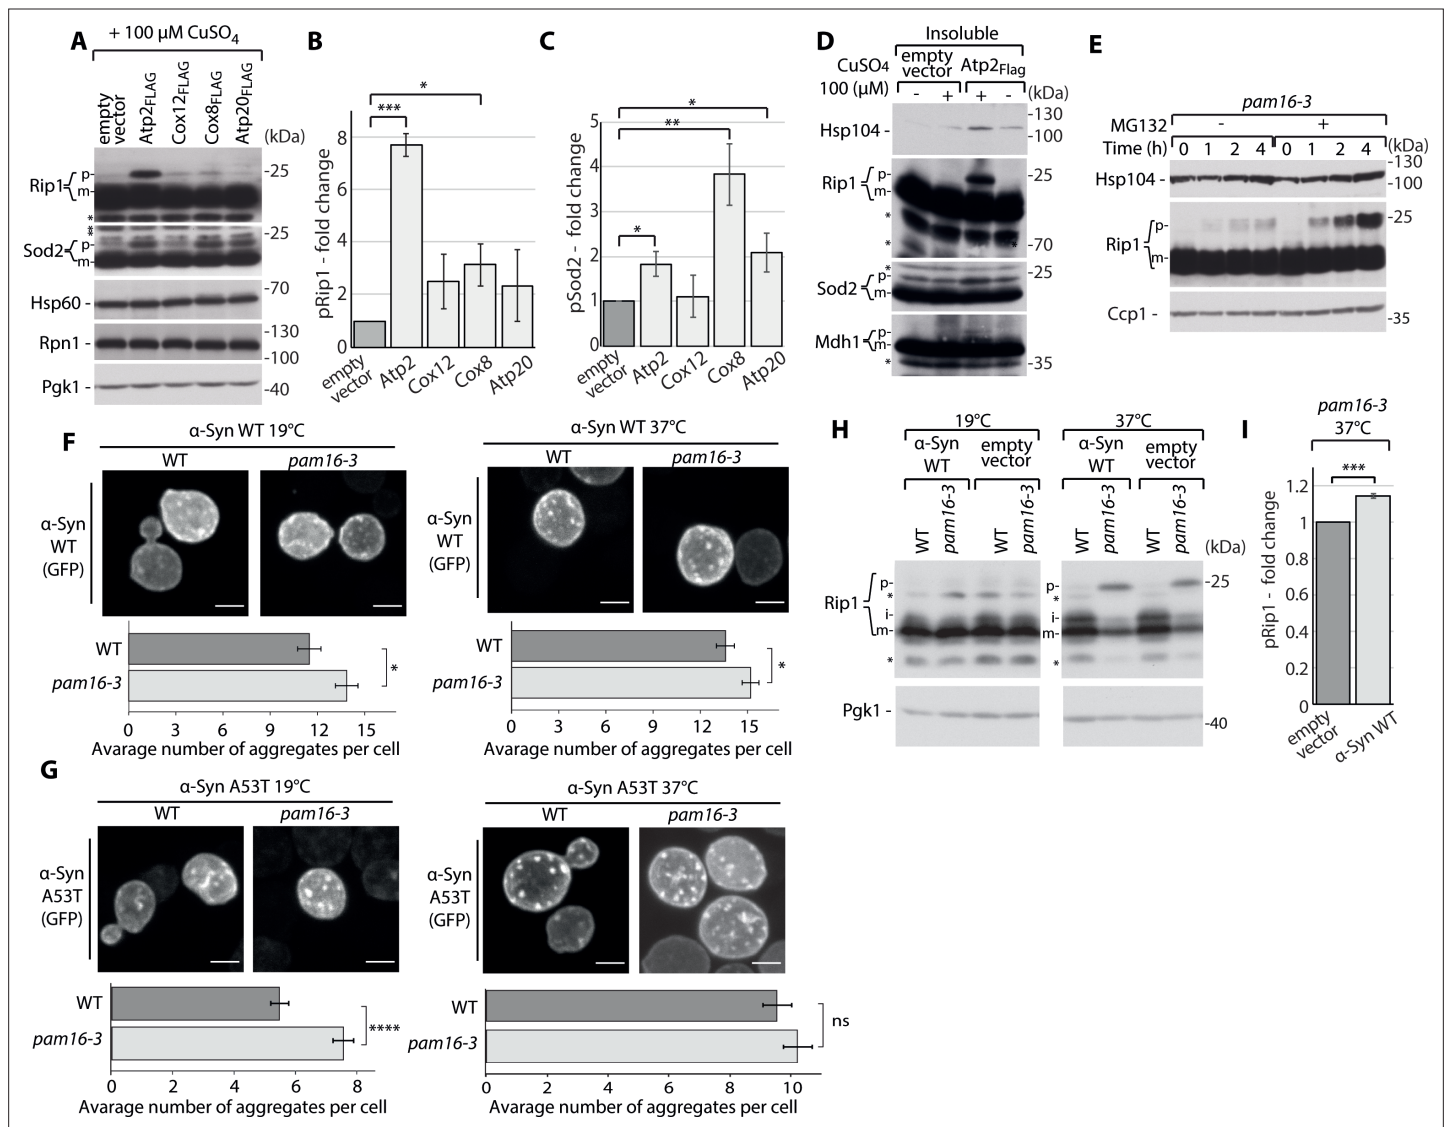 A
+ 100 µM CuSO4
empty vector
Atp2FLAG
Cox12FLAG
Cox8FLAG
Atp20FLAG
(kDa)
Rip1
p-
m-
*
-25
*
*
Sod2
p-
m-
-25
Hsp60 -
-70
Rpn1 -
-130
-100
Pgk1 -
-40
B
pRip1 - fold change
8
6
4
2
0
***
*
empty vector
Atp2
Cox12
Cox8
Atp20
C
pSod2 - fold change
5
4
3
2
1
0
*
**
*
empty vector
Atp2
Cox12
Cox8
Atp20
D
Insoluble
CuSO4 100 (µM)
empty vector
Atp2Flag
- + + -
(kDa)
Hsp104
-130
-100
Rip1
p-
m-
*
*
*
-25
-70
Sod2
*
p-
m-
-25
Mdh1
p-
m-
*
-35
E
pam16-3
MG132
- +
Time (h)
0 1 2 4 0 1 2 4
(kDa)
Hsp104 -
-130
-100
Rip1
p-
m-
-25
Ccp1 -
-35
F
α-Syn WT 19°C
WT
pam16-3
α-Syn WT (GFP)
WT
pam16-3
*
0 3 6 9 12 15
Avarage number of aggregates per cell
α-Syn WT 37°C
WT
pam16-3
α-Syn WT (GFP)
WT
pam16-3
*
0 3 6 9 12 15
Avarage number of aggregates per cell
G
α-Syn A53T 19°C
WT
pam16-3
α-Syn A53T (GFP)
WT
pam16-3
****
0 2 4 6 8
Avarage number of aggregates per cell
α-Syn A53T 37°C
WT
pam16-3
α-Syn A53T (GFP)
WT
pam16-3
ns
0 2 4 6 8 10
Avarage number of aggregates per cell
H
19°C
α-Syn WT
empty vector
WT
pam16-3
WT
pam16-3
37°C
α-Syn WT
empty vector
WT
pam16-3
WT
pam16-3
(kDa)
Rip1
p-
*
i-
m-
*
p-
*
i-
m-
*
-25
Pgk1 -
-40
I
pam16-3
37°C
***
pRip1 - fold change
1.2
1
0.8
0.6
0.4
0.2
0
empty vector
α-Syn WT